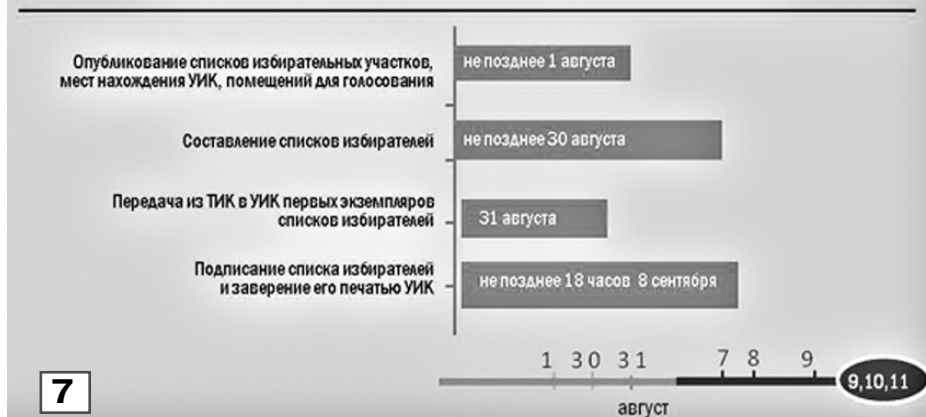 Опубликование списков избирательных участков,
мест нахождения УИК, помещений для голосования
не позднее 1 августа
Составление списков избирателей
не позднее 30 августа
Передача из ТИК в УИК первых экземпляров
списков избирателей
31 августа
Подписание списка избирателей
и заверение его печатью УИК
не позднее 18 часов 8 сентября
1 30 31 7 8 9
9,10,11
август
7